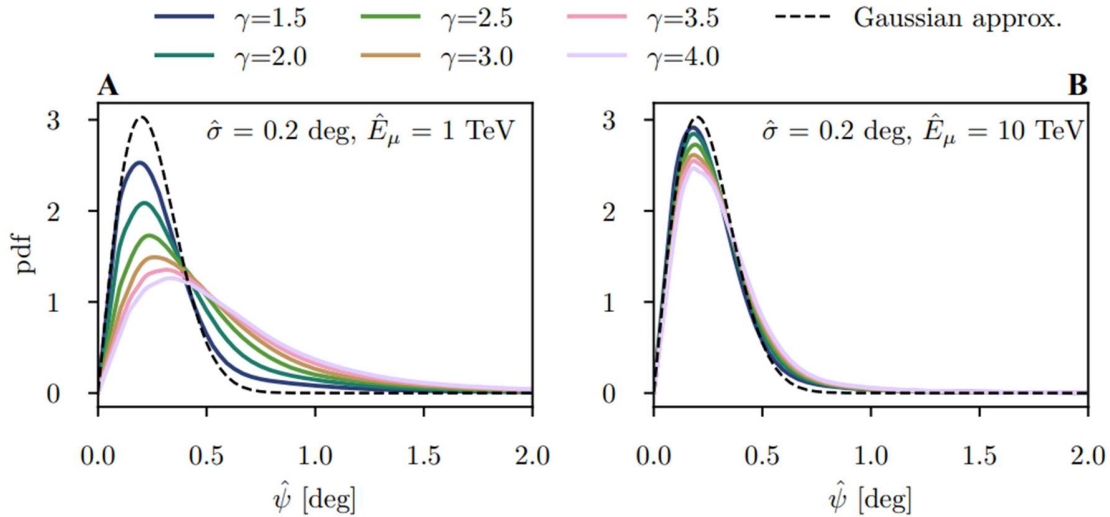 γ=1.5 γ=2.5 γ=3.5 Gaussian approx.
γ=2.0 γ=3.0 γ=4.0
A B
σ̂ = 0.2 deg, Ê_μ = 1 TeV
σ̂ = 0.2 deg, Ê_μ = 10 TeV
pdf
3
2
1
0
3
2
1
0
0.0 0.5 1.0 1.5 2.0
0.0 0.5 1.0 1.5 2.0
ψ̂ [deg]
ψ̂ [deg]